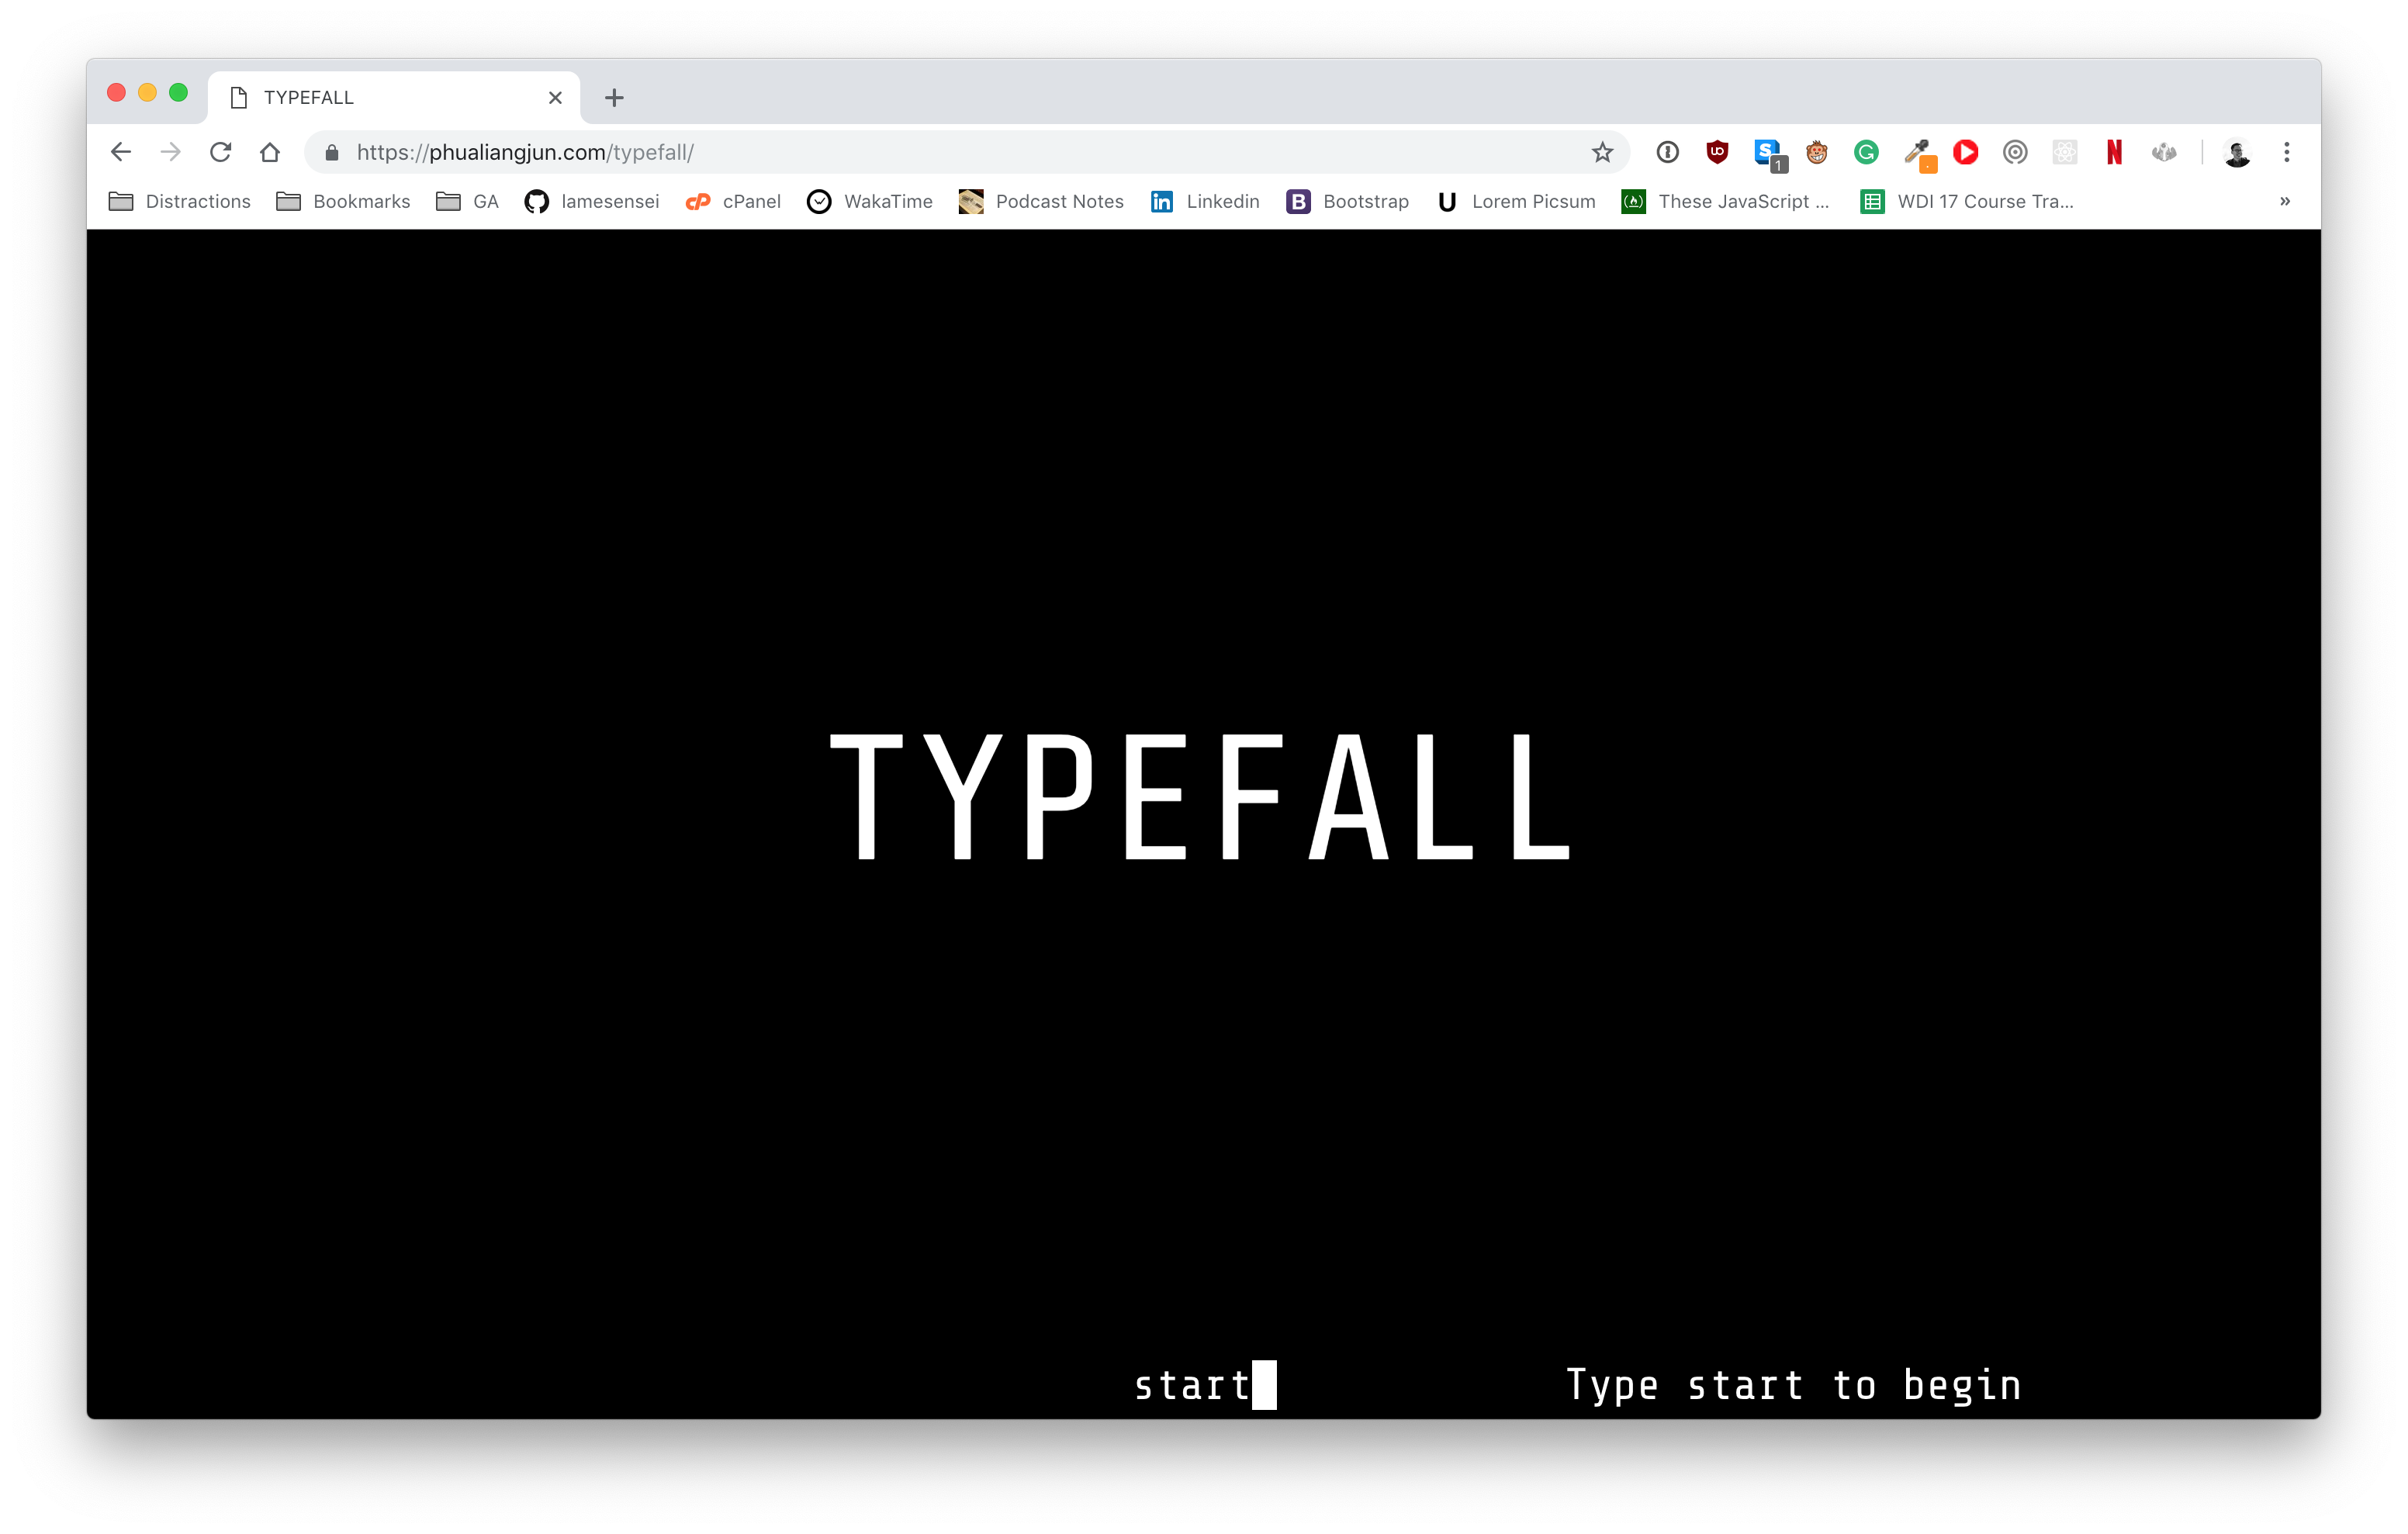 TYPEFALL
https://phualiangjun.com/typefall/
1
Distractions Bookmarks GA lamesensei cPanel WakaTime Podcast Notes Linkedin Bootstrap Lorem Picsum These JavaScript ... WDI 17 Course Tra... »
TYPEFALL
start Type start to begin